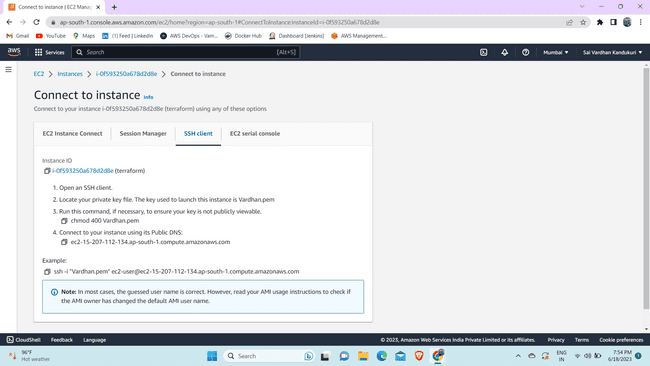 Connect to instance | EC2 Manag
ap-south-1.console.aws.amazon.com/ec2/home?region=ap-south-1#ConnectToInstance:instanceId=i-0f593250a678d2d8e
Gmail YouTube Maps (1) Feed | LinkedIn AWS DevOps - Vam... Docker Hub Dashboard [Jenkins] AWS Management...
aws Services Search [Alt+S] Mumbai Sai Vardhan Kandukuri
EC2 > Instances > i-0f593250a678d2d8e > Connect to instance
Connect to instance Info
Connect to your instance i-0f593250a678d2d8e (terraform) using any of these options
EC2 Instance Connect Session Manager SSH client EC2 serial console
Instance ID
i-0f593250a678d2d8e (terraform)
1. Open an SSH client.
2. Locate your private key file. The key used to launch this instance is Vardhan.pem
3. Run this command, if necessary, to ensure your key is not publicly viewable.
chmod 400 Vardhan.pem
4. Connect to your instance using its Public DNS:
ec2-15-207-112-134.ap-south-1.compute.amazonaws.com
Example:
ssh -i "Vardhan.pem" ec2-user@ec2-15-207-112-134.ap-south-1.compute.amazonaws.com
Note: In most cases, the guessed user name is correct. However, read your AMI usage instructions to check if
the AMI owner has changed the default AMI user name.
CloudShell Feedback Language © 2023, Amazon Web Services India Private Limited or its affiliates. Privacy Terms Cookie preferences
96°F
Hot weather
Search
ENG
IN
7:54 PM
6/18/2023